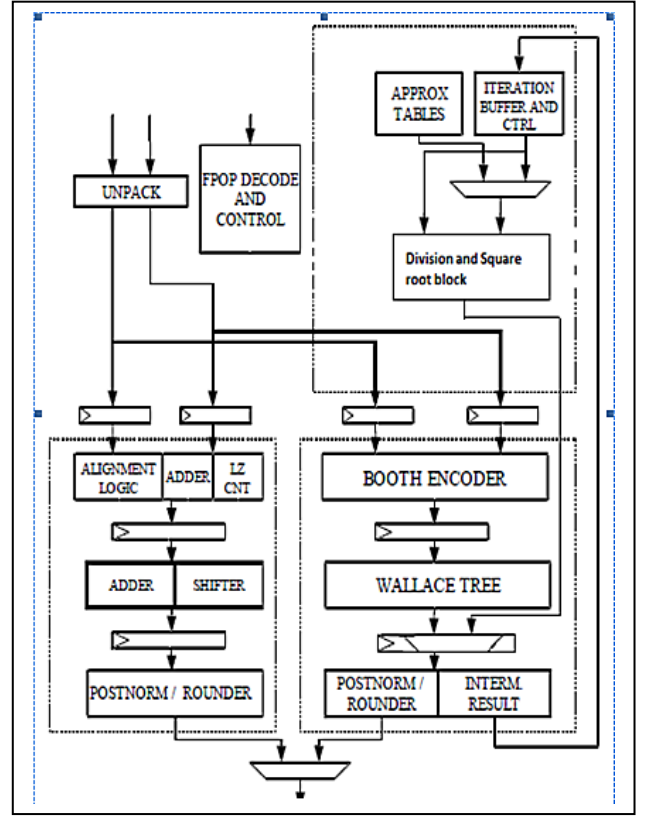 APPROX
TABLES
ITERATION
BUFFER AND
CTRL
UNPACK
FPOP DECODE
AND
CONTROL
Division and Square
root block
ALIGNMENT
LOGIC
ADDER
LZ
CNT
BOOTH ENCODER
ADDER
SHIFTER
WALLACE TREE
POSTNORM / ROUNDER
POSTNORM /
ROUNDER
INTERM.
RESULT